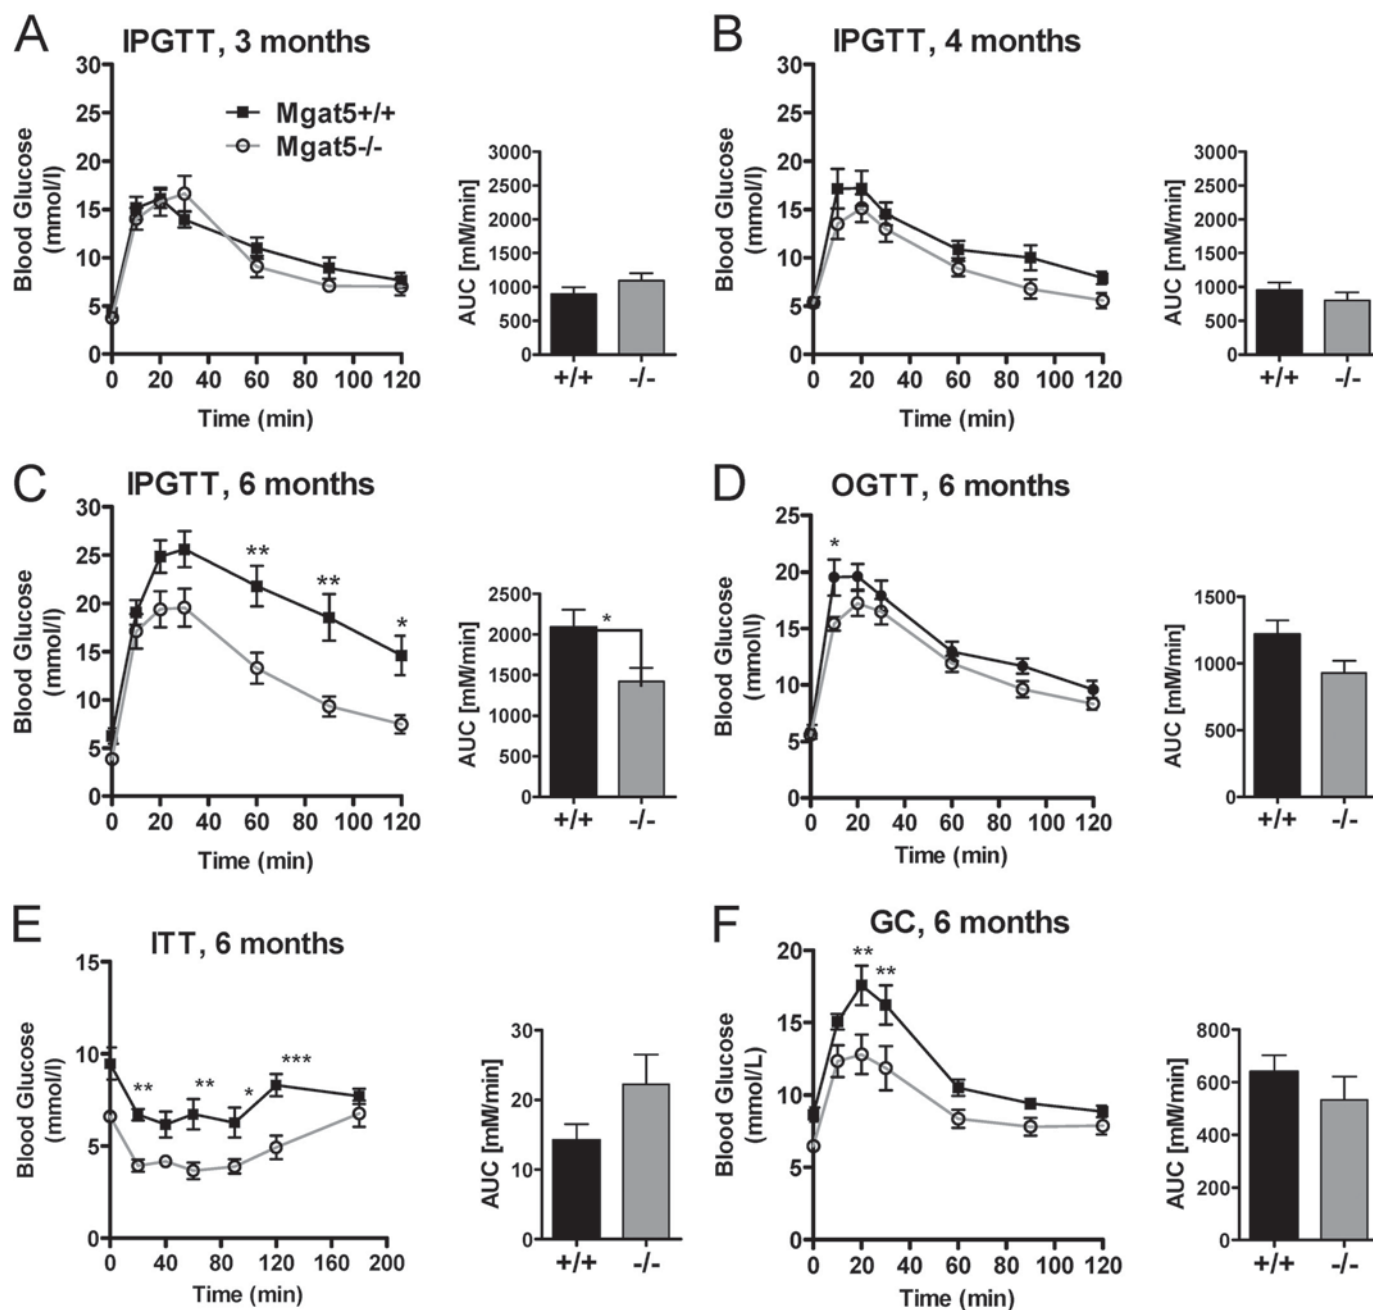 A
IPGTT, 3 months
Blood Glucose
(mmol/l)
30
25
20
15
10
5
0
Mgat5+/+
Mgat5-/-
0 20 40 60 80 100 120
Time (min)
AUC [mM/min]
3000
2500
2000
1500
1000
500
0
+/+ -/-
B
IPGTT, 4 months
Blood Glucose
(mmol/l)
30
25
20
15
10
5
0
0 20 40 60 80 100 120
Time (min)
AUC [mM/min]
3000
2500
2000
1500
1000
500
0
+/+ -/-
C
IPGTT, 6 months
Blood Glucose
(mmol/l)
30
25
20
15
10
5
0
** ** *
0 20 40 60 80 100 120
Time (min)
AUC [mM/min]
2500
2000
1500
1000
500
0
*
+/+ -/-
D
OGTT, 6 months
Blood Glucose
(mmol\l)
25
20
15
10
5
0
*
0 20 40 60 80 100 120
Time (min)
AUC [mM/min]
1500
1000
500
0
+/+ -/-
E
ITT, 6 months
Blood Glucose
(mmol/l)
15
10
5
0
** ** * ***
0 40 80 120 160 200
Time (min)
AUC [mM/min]
30
20
10
0
+/+ -/-
F
GC, 6 months
Blood Glucose
(mmol/L)
20
15
10
5
0
** **
0 20 40 60 80 100 120
Time (min)
AUC [mM/min]
800
600
400
200
0
+/+ -/-